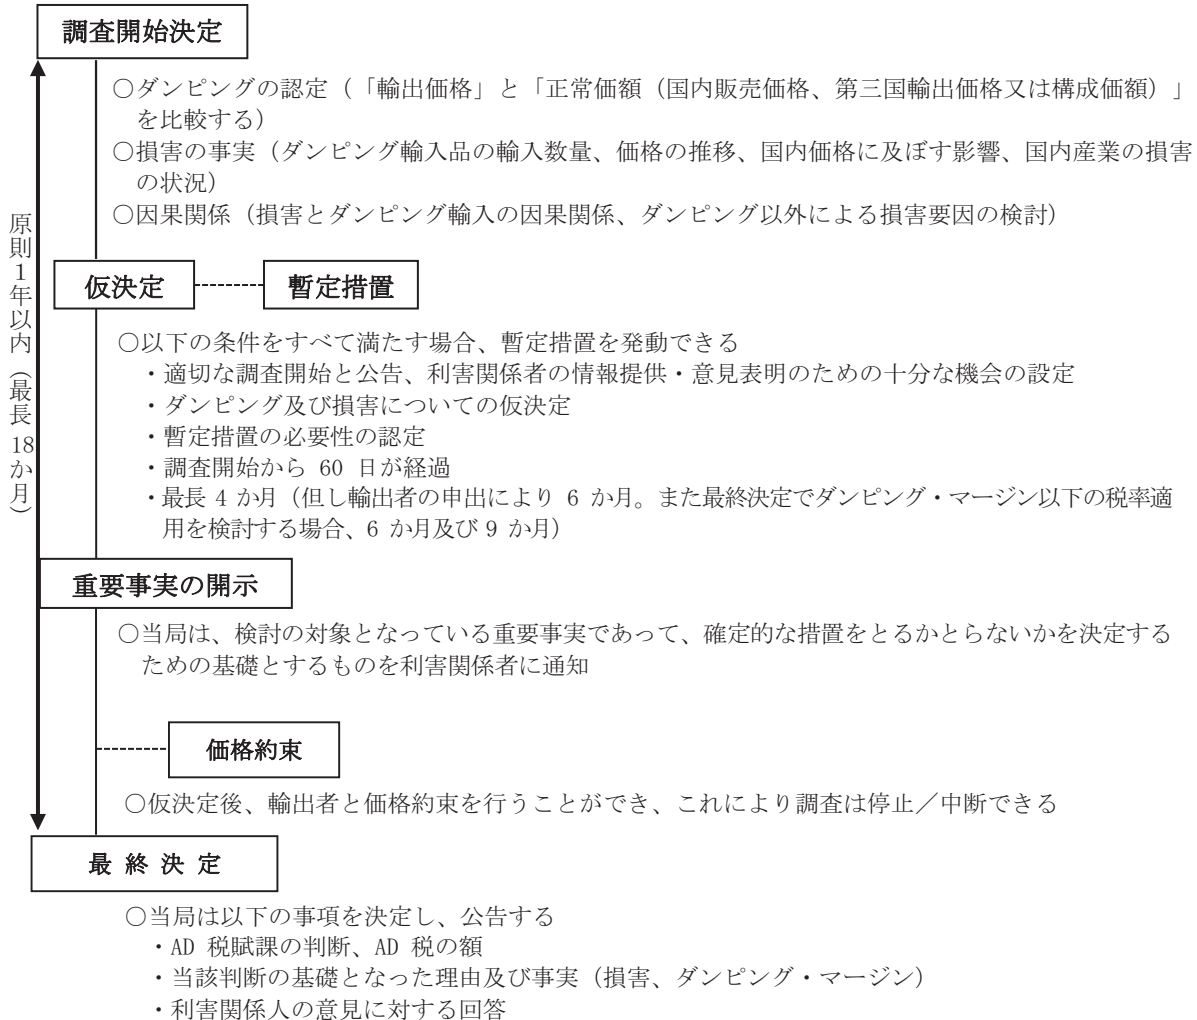 調査開始決定
○ダンピングの認定（「輸出価格」と「正常価額（国内販売価格、第三国輸出価格又は構成価額）」
を比較する）
○損害の事実（ダンピング輸入品の輸入数量、価格の推移、国内価格に及ぼす影響、国内産業の損害
の状況）
○因果関係（損害とダンピング輸入の因果関係、ダンピング以外による損害要因の検討）
原則１年以内（最長 18 か月）
仮決定
暫定措置
○以下の条件をすべて満たす場合、暫定措置を発動できる
・適切な調査開始と公告、利害関係者の情報提供・意見表明のための十分な機会の設定
・ダンピング及び損害についての仮決定
・暫定措置の必要性の認定
・調査開始から 60 日が経過
・最長 4 か月（但し輸出者の申出により 6 か月。また最終決定でダンピング・マージン以下の税率適
用を検討する場合、6 か月及び 9 か月）
重要事実の開示
○当局は、検討の対象となっている重要事実であって、確定的な措置をとるかとらないかを決定する
ための基礎とするものを利害関係者に通知
価格約束
○仮決定後、輸出者と価格約束を行うことができ、これにより調査は停止／中断できる
最 終 決 定
○当局は以下の事項を決定し、公告する
・AD 税賦課の判断、AD 税の額
・当該判断の基礎となった理由及び事実（損害、ダンピング・マージン）
・利害関係人の意見に対する回答